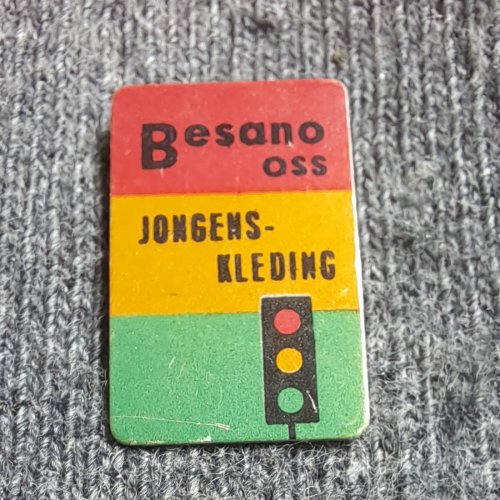 Besano
oss
JONGENS-
KLEDING